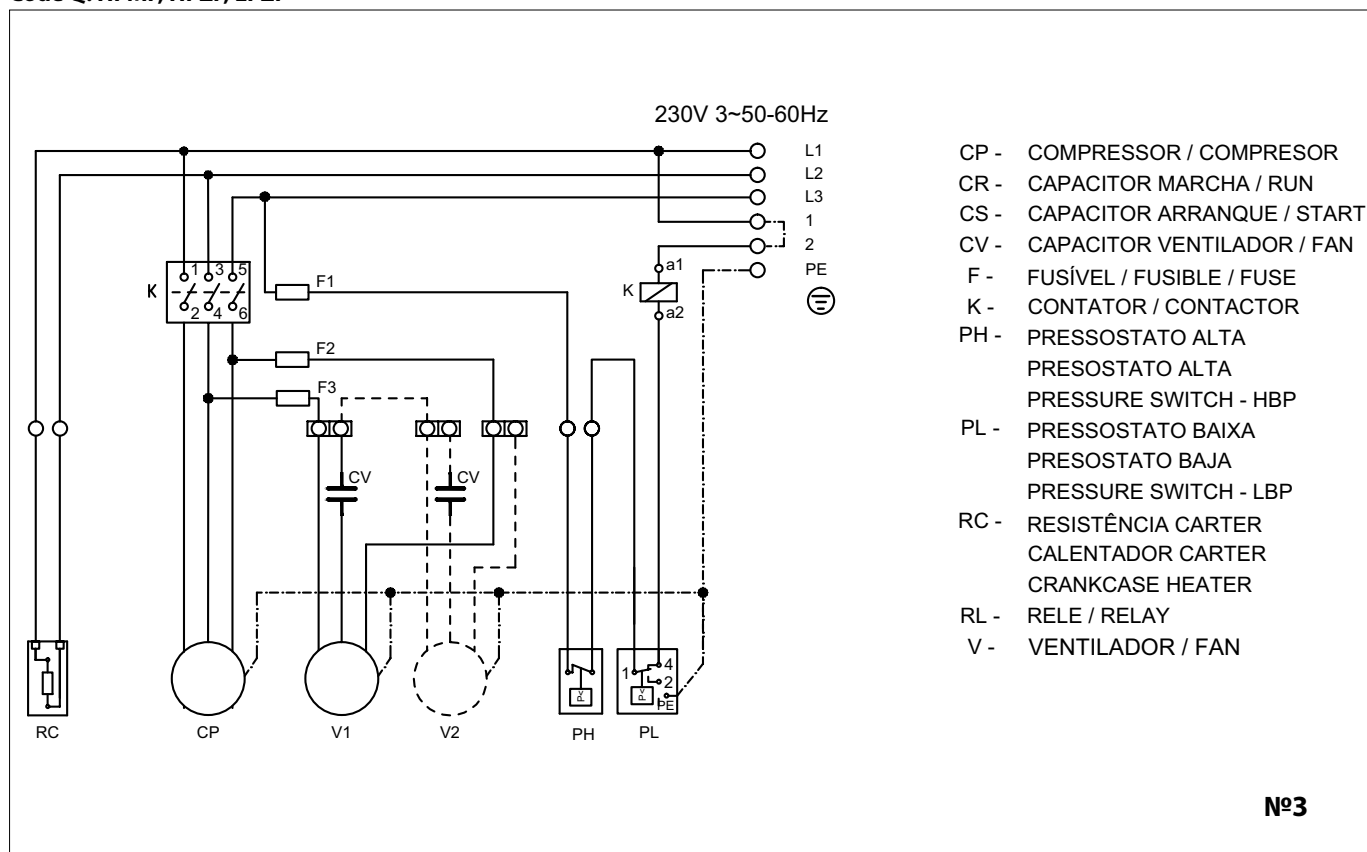 230V 3~50-60Hz
L1
L2
L3
1
2
PE
a1
K
a2
1 3 5
K
2 4 6
F1
F2
F3
CV
CV
1
4
2
P<
P<
PE
RC
CP
V1
V2
PH
PL
CP - COMPRESSOR / COMPRESOR
CR - CAPACITOR MARCHA / RUN
CS - CAPACITOR ARRANQUE / START
CV - CAPACITOR VENTILADOR / FAN
F - FUSÍVEL / FUSIBLE / FUSE
K - CONTATOR / CONTACTOR
PH - PRESSOSTATO ALTA
PRESOSTATO ALTA
PRESSURE SWITCH - HBP
PL - PRESSOSTATO BAIXA
PRESOSTATO BAJA
PRESSURE SWITCH - LBP
RC - RESISTÊNCIA CARTER
CALENTADOR CARTER
CRANKCASE HEATER
RL - RELE / RELAY
V - VENTILADOR / FAN
Nº3